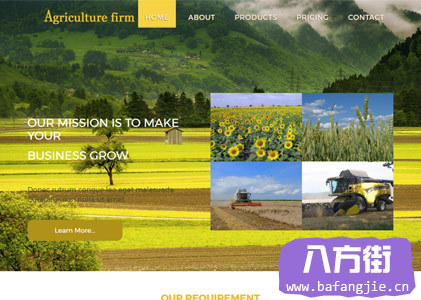 Agriculture firm
HOME ABOUT PRODUCTS PRICING CONTACT
OUR MISSION IS TO MAKE
YOUR
BUSINESS GROW
Donec rutrum congue leo eget malesuada
Learn More...
八方街
www.bafangjie.cn
OUR REQUIREMENT